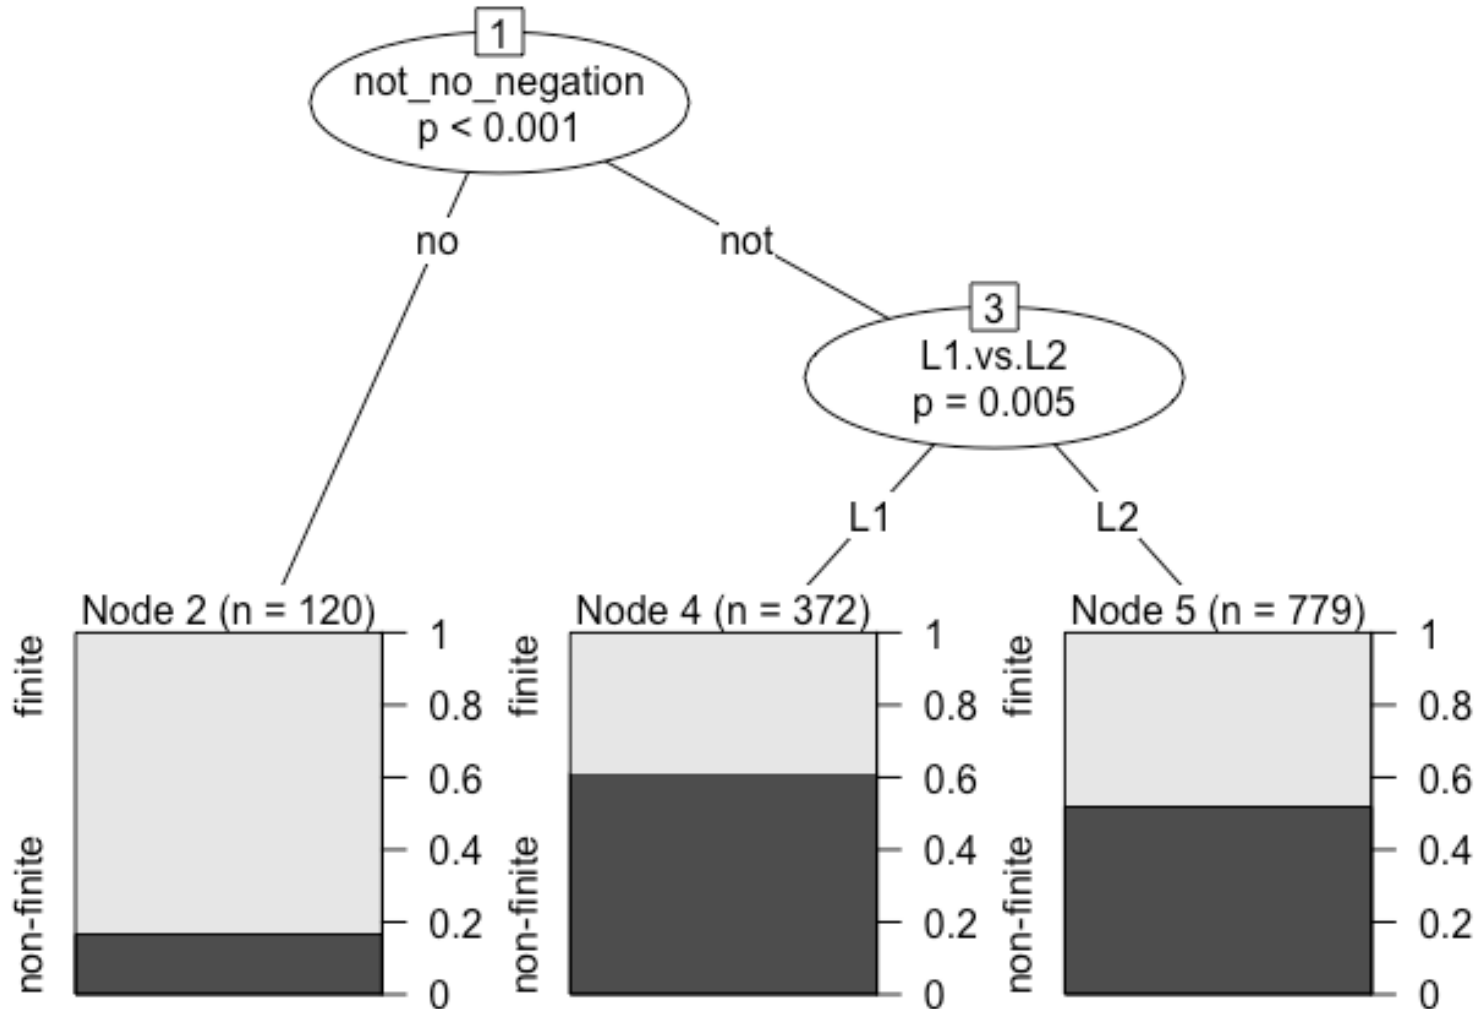 1
not_no_negation
p < 0.001
no
not
3
L1.vs.L2
p = 0.005
L1
L2
Node 2 (n = 120)
finite
non-finite
1
0.8
0.6
0.4
0.2
0
Node 4 (n = 372)
finite
non-finite
1
0.8
0.6
0.4
0.2
0
Node 5 (n = 779)
finite
non-finite
1
0.8
0.6
0.4
0.2
0